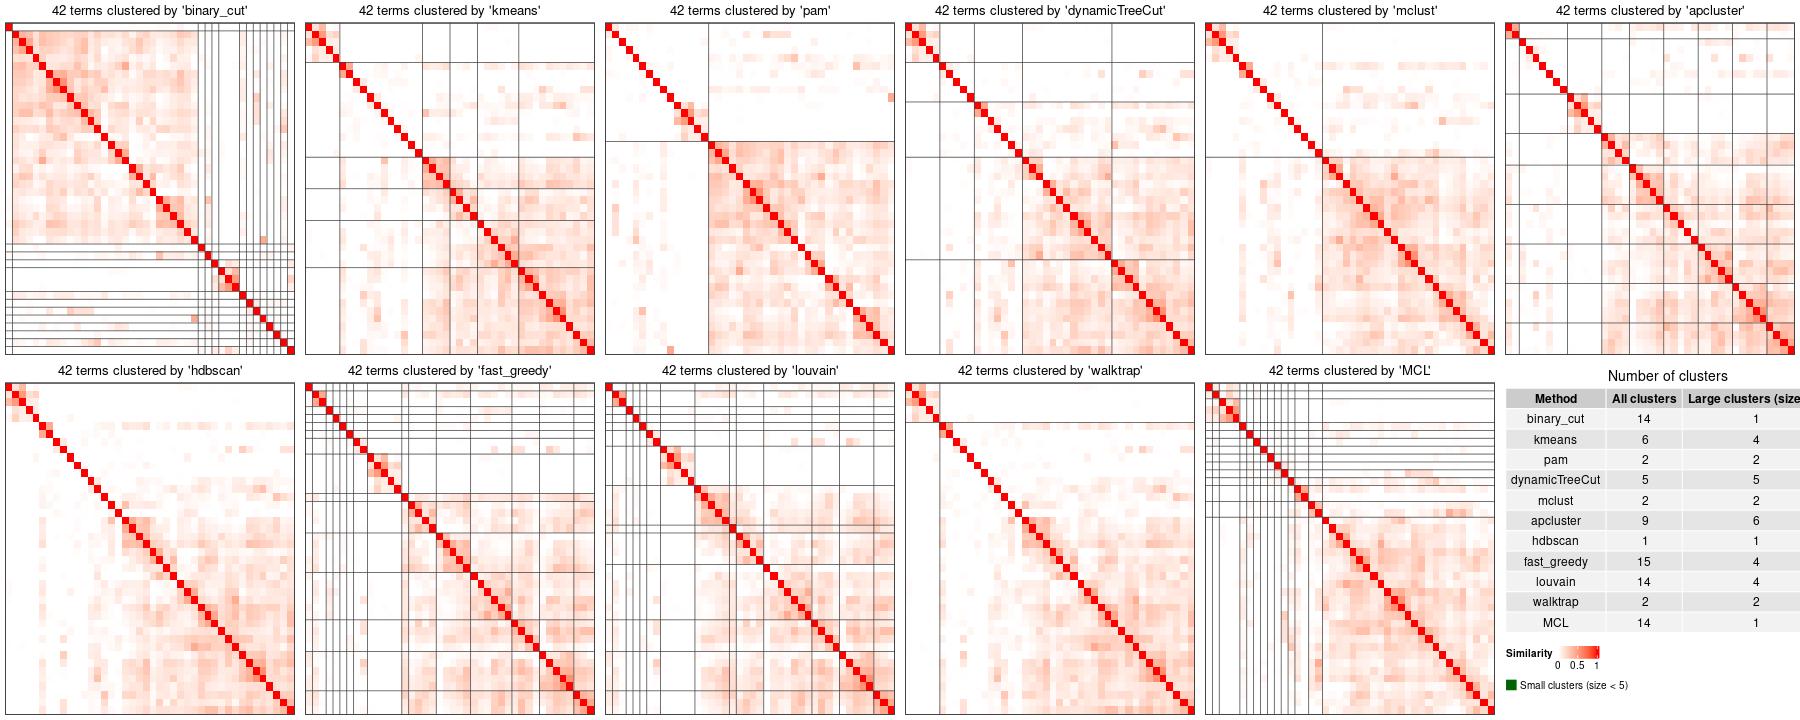 42 terms clustered by 'binary_cut'
42 terms clustered by 'kmeans'
42 terms clustered by 'pam'
42 terms clustered by 'dynamicTreeCut'
42 terms clustered by 'mclust'
42 terms clustered by 'apcluster'
42 terms clustered by 'hdbscan'
42 terms clustered by 'fast_greedy'
42 terms clustered by 'louvain'
42 terms clustered by 'walktrap'
42 terms clustered by 'MCL'
Number of clusters
Method All clusters Large clusters (size
binary_cut 14 1
kmeans 6 4
pam 2 2
dynamicTreeCut 5 5
mclust 2 2
apcluster 9 6
hdbscan 1 1
fast_greedy 15 4
louvain 14 4
walktrap 2 2
MCL 14 1
Similarity
0 0.5 1
Small clusters (size < 5)